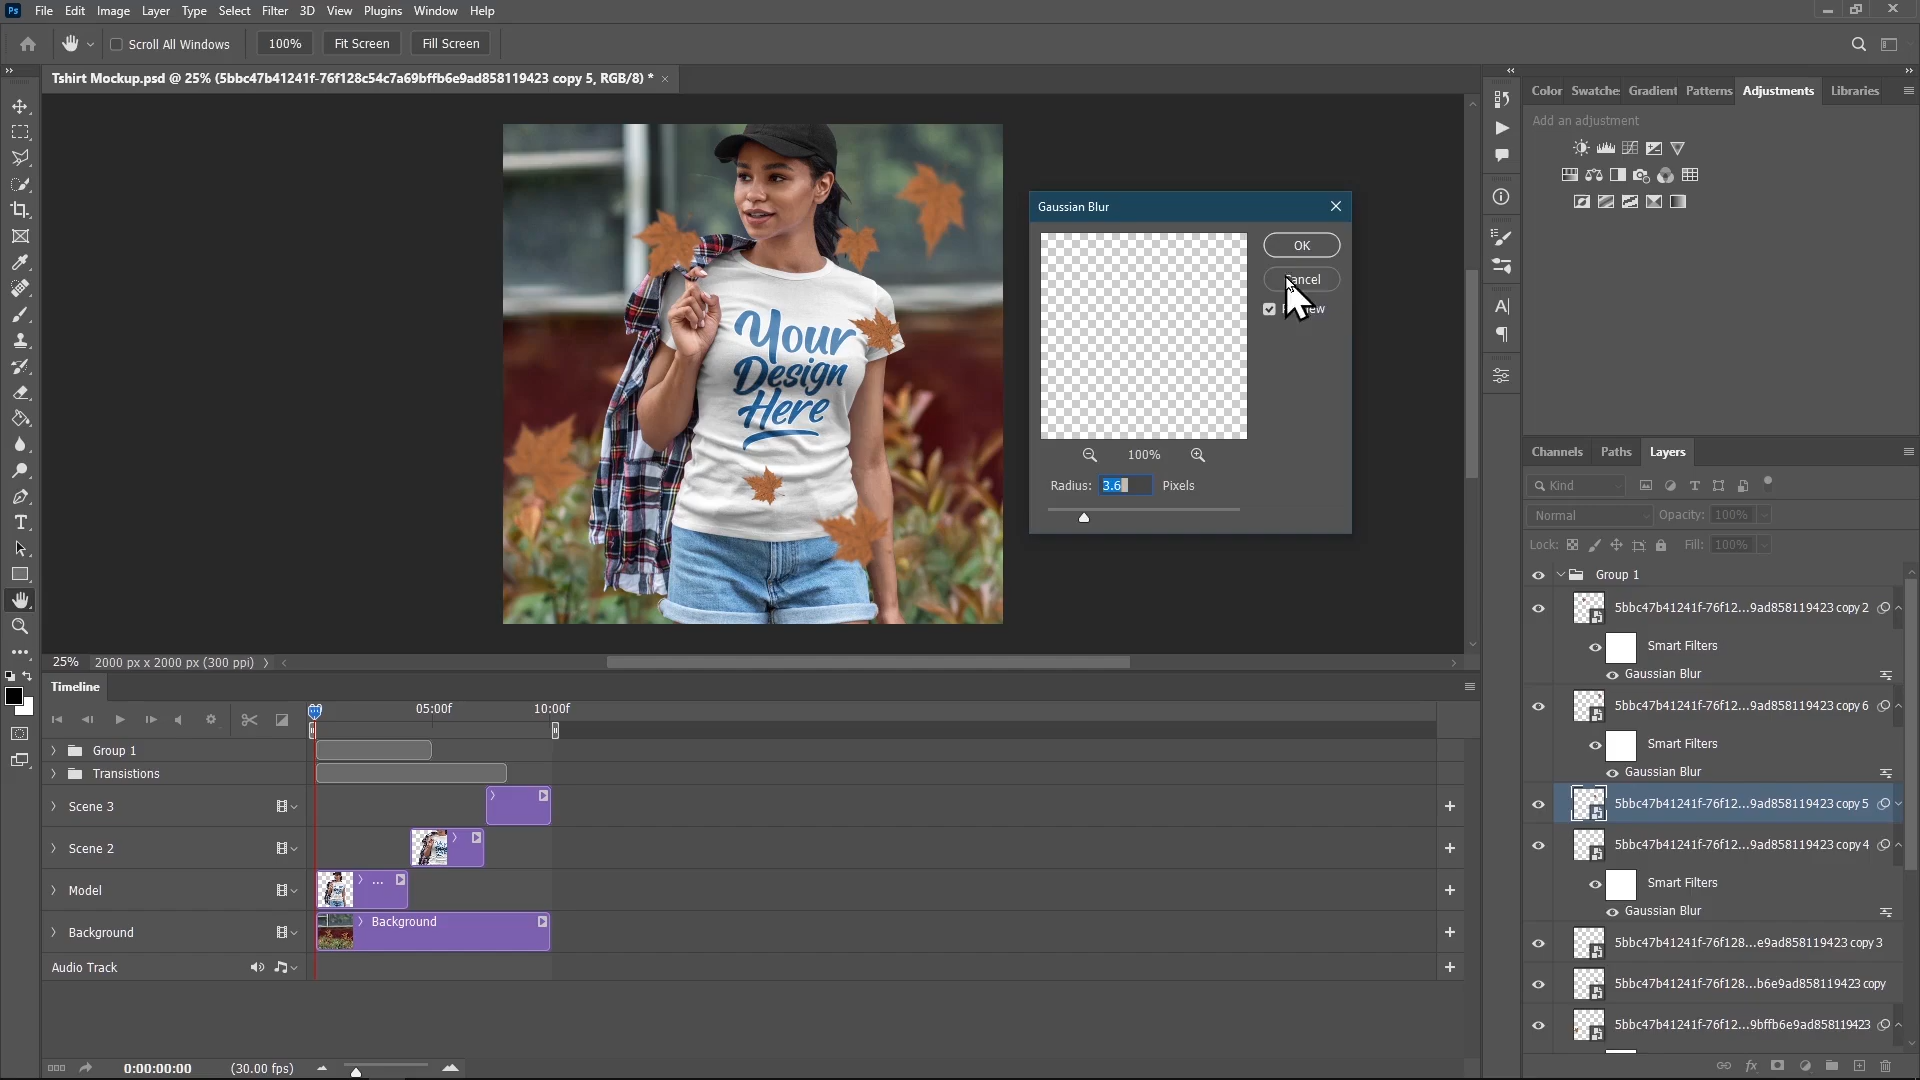 Ps File Edit Image Layer Type Select Filter 3D View Plugins Window Help
Scroll All Windows 100% Fit Screen Fill Screen
Tshirt Mockup.psd @ 25% (5bbc47b41241f-76f128c54c7a69bffb6e9ad858119423 copy 5, RGB/8) *
Color Swatche Gradient Patterns Adjustments Libraries
Add an adjustment
Your
Design
Here
Gaussian Blur
OK
Cancel
100%
Radius: 3.6 Pixels
Channels Paths Layers
Kind
Normal Opacity: 100%
Lock: Fill: 100%
Group 1
5bbc47b41241f-76f12...9ad858119423 copy 2
Smart Filters
Gaussian Blur
5bbc47b41241f-76f12...9ad858119423 copy 6
Smart Filters
Gaussian Blur
5bbc47b41241f-76f12...9ad858119423 copy 5
5bbc47b41241f-76f12...9ad858119423 copy 4
Smart Filters
Gaussian Blur
5bbc47b41241f-76f128...e9ad858119423 copy 3
5bbc47b41241f-76f128...b6e9ad858119423 copy
5bbc47b41241f-76f12...9bffb6e9ad858119423
25% 2000 px x 2000 px (300 ppi)
Timeline
05:00f 10:00f
Group 1
Transistions
Scene 3
Scene 2
Model ...
Background Background
Audio Track
0:00:00:00 (30.00 fps)